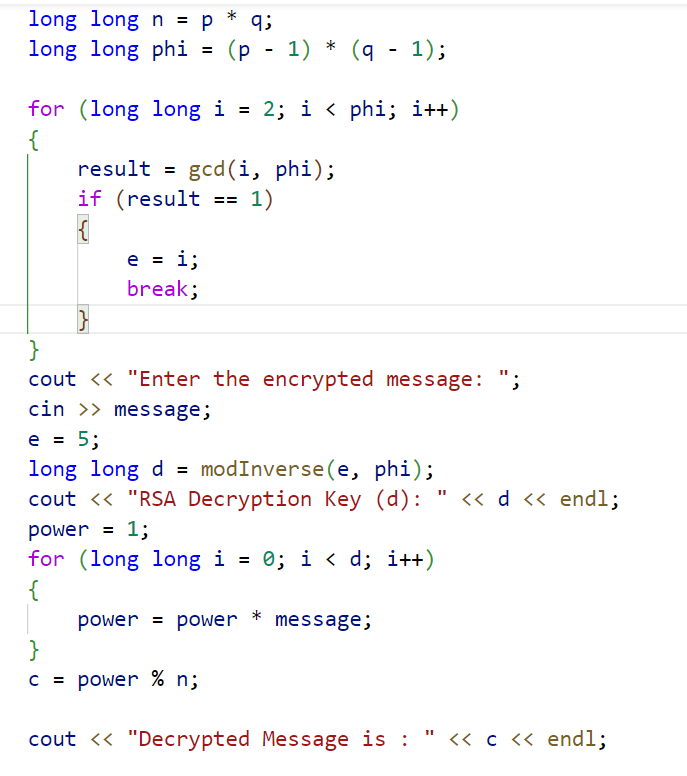 long long n = p * q;
long long phi = (p - 1) * (q - 1);
for (long long i = 2; i < phi; i++)
{
    result = gcd(i, phi);
    if (result == 1)
    {
        e = i;
        break;
    }
}
cout << "Enter the encrypted message: ";
cin >> message;
e = 5;
long long d = modInverse(e, phi);
cout << "RSA Decryption Key (d): " << d << endl;
power = 1;
for (long long i = 0; i < d; i++)
{
    power = power * message;
}
c = power % n;
cout << "Decrypted Message is : " << c << endl;